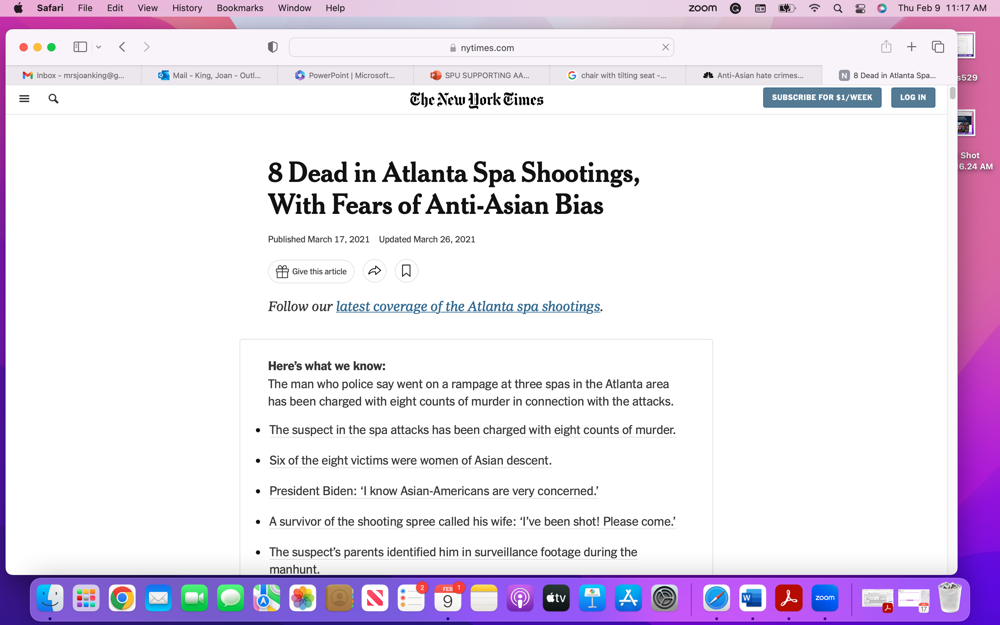 Safari File Edit View History Bookmarks Window Help zoom Thu Feb 9 11:17 AM
nytimes.com
Inbox - mrsjoanking@g... Mail - King, Joan - Outl... PowerPoint | Microsoft... SPU SUPPORTING AA... chair with tilting seat -... Anti-Asian hate crimes... N 8 Dead in Atlanta Spa...
s529
The New York Times
SUBSCRIBE FOR $1/WEEK LOG IN
Shot
6.24 AM
8 Dead in Atlanta Spa Shootings,
With Fears of Anti-Asian Bias
Published March 17, 2021 Updated March 26, 2021
Give this article
Follow our latest coverage of the Atlanta spa shootings.
Here’s what we know:
The man who police say went on a rampage at three spas in the Atlanta area
has been charged with eight counts of murder in connection with the attacks.
• The suspect in the spa attacks has been charged with eight counts of murder.
• Six of the eight victims were women of Asian descent.
• President Biden: ‘I know Asian-Americans are very concerned.’
• A survivor of the shooting spree called his wife: ‘I’ve been shot! Please come.’
• The suspect’s parents identified him in surveillance footage during the
manhunt.
2 FEB 1
9
tv
W
zoom
17